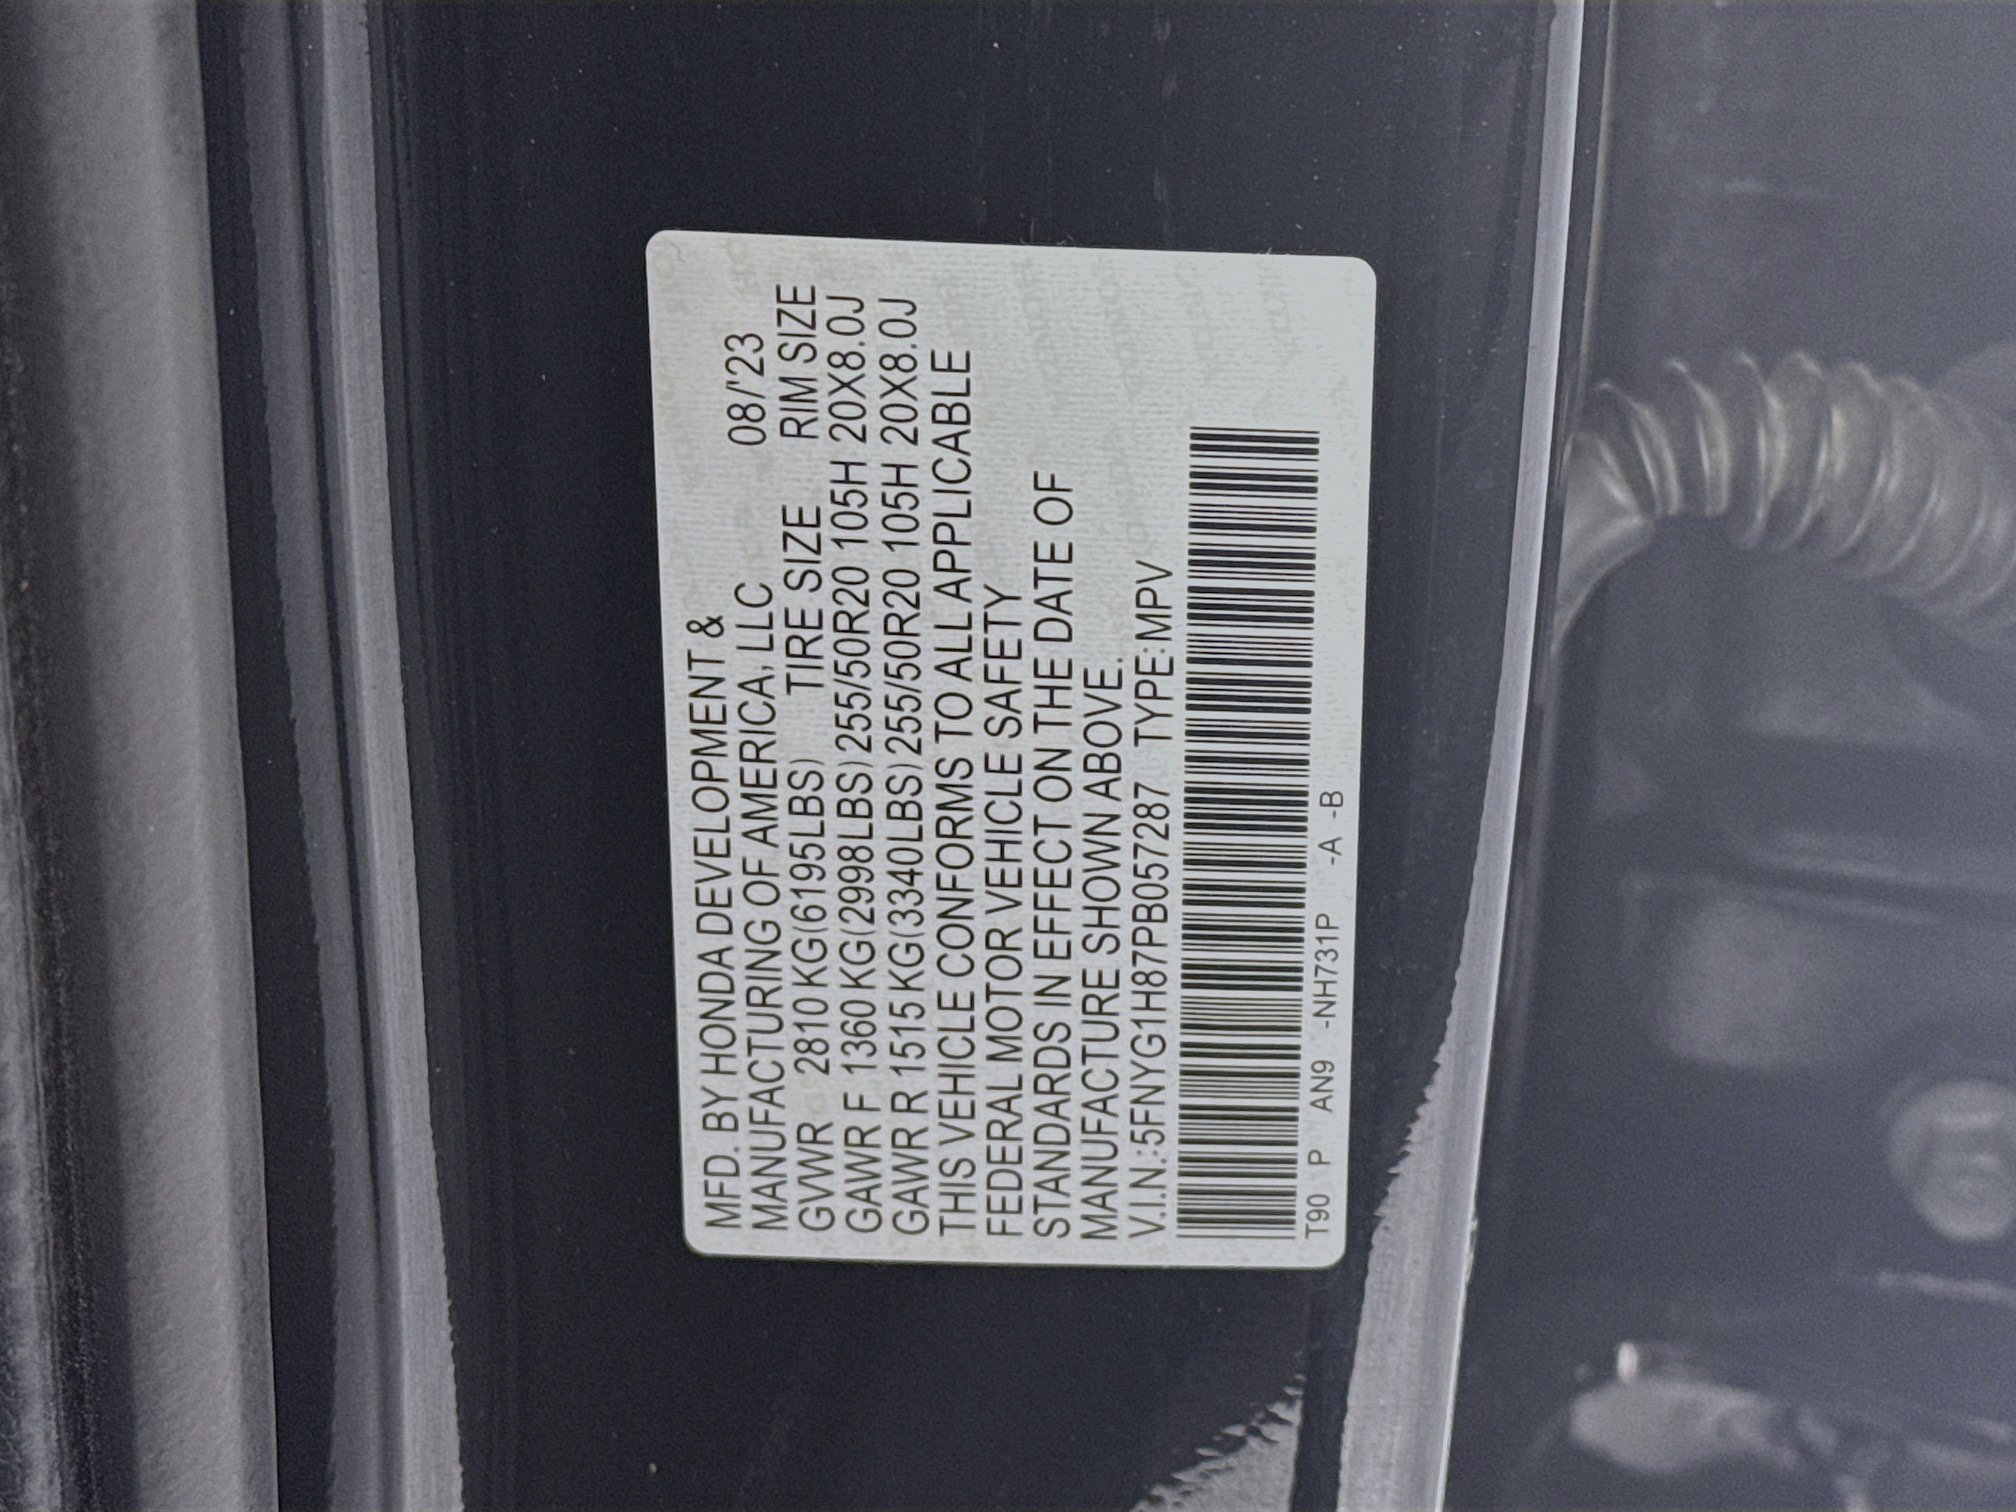 MFD. BY HONDA DEVELOPMENT &
MANUFACTURING OF AMERICA, LLC 08/'23
GVWR 2810 KG(6195LBS) TIRE SIZE RIM SIZE
GAWR F 1360 KG(2998LBS) 255/50R20 105H 20X8.0J
GAWR R 1515 KG(3340LBS) 255/50R20 105H 20X8.0J
THIS VEHICLE CONFORMS TO ALL APPLICABLE
FEDERAL MOTOR VEHICLE SAFETY
STANDARDS IN EFFECT ON THE DATE OF
MANUFACTURE SHOWN ABOVE.
V.I.N.:5FNYG1H87PB057287 TYPE:MPV
T90 P AN9 -NH731P -A -B